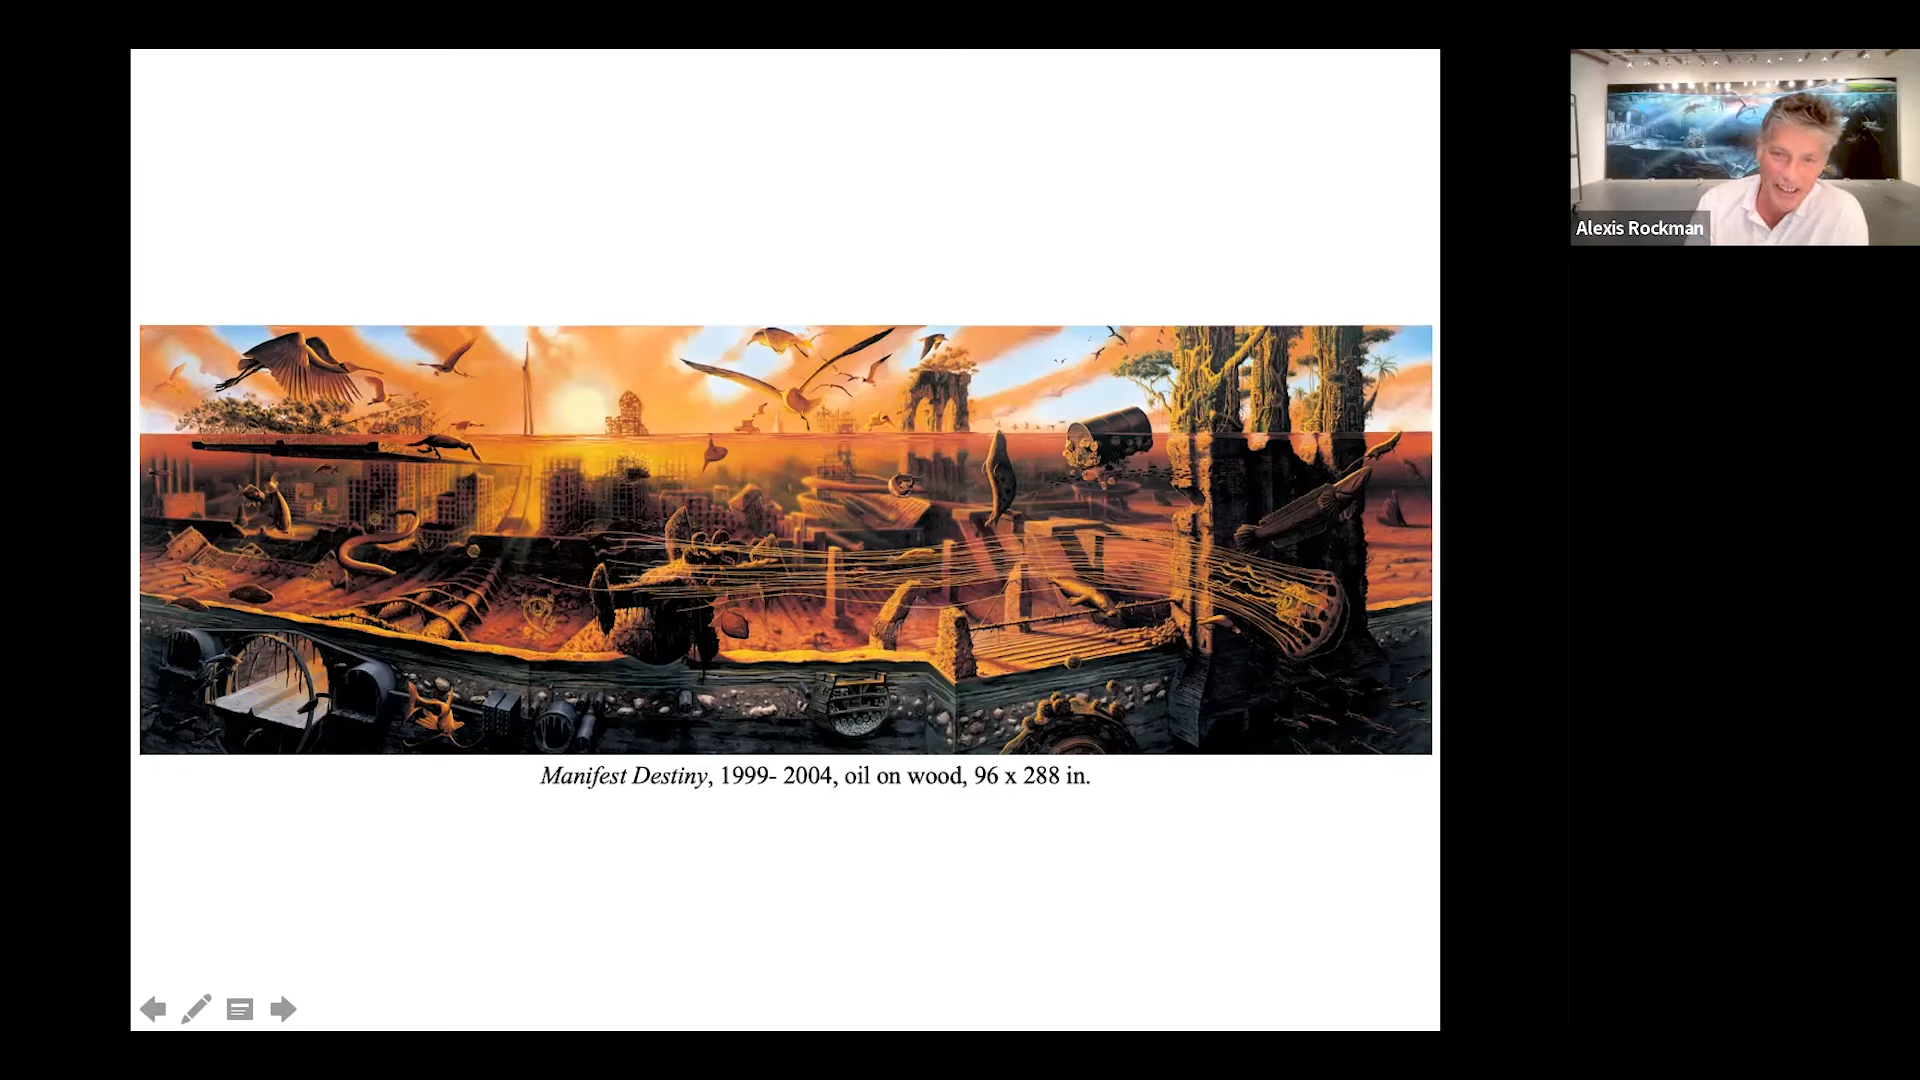 Alexis Rockman
Manifest Destiny, 1999- 2004, oil on wood, 96 x 288 in.